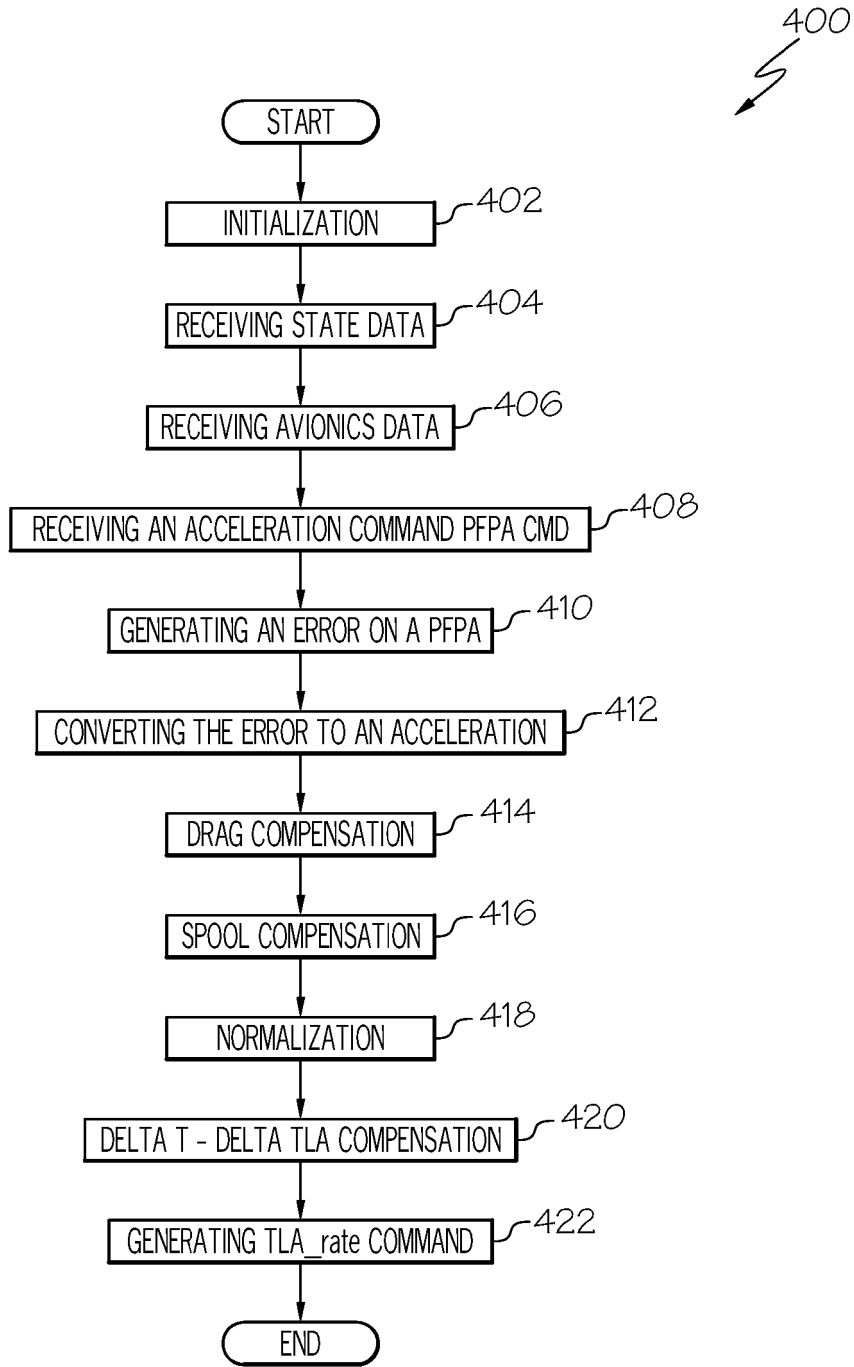 400
START
INITIALIZATION 402
RECEIVING STATE DATA 404
RECEIVING AVIONICS DATA 406
RECEIVING AN ACCELERATION COMMAND PFPA CMD 408
GENERATING AN ERROR ON A PFPA 410
CONVERTING THE ERROR TO AN ACCELERATION 412
DRAG COMPENSATION 414
SPOOL COMPENSATION 416
NORMALIZATION 418
DELTA T - DELTA TLA COMPENSATION 420
GENERATING TLA_rate COMMAND 422
END